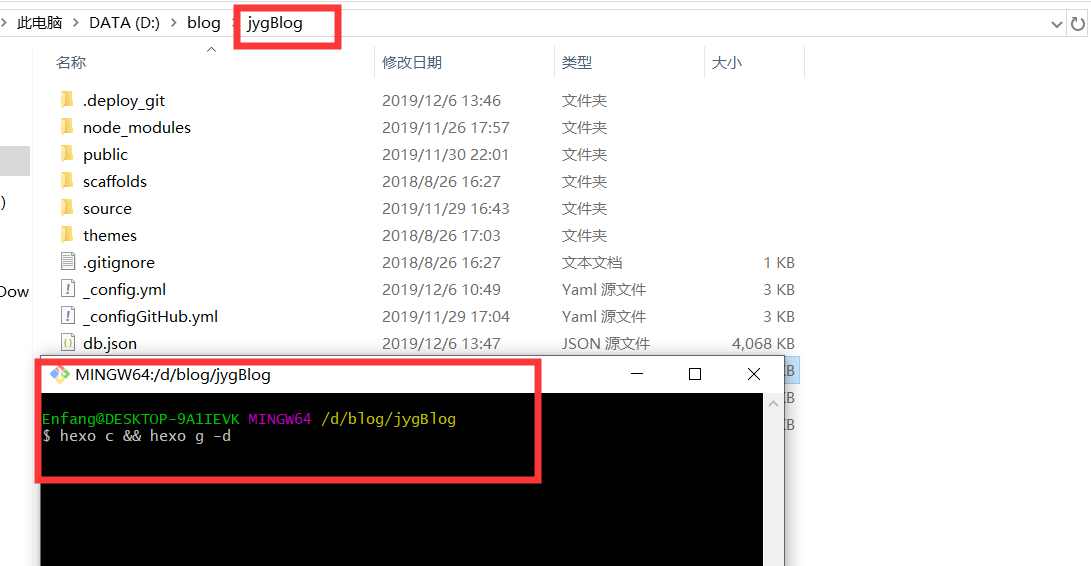 此电脑 > DATA (D:) > blog > jygBlog
名称 修改日期 类型 大小
.deploy_git 2019/12/6 13:46 文件夹
node_modules 2019/11/26 17:57 文件夹
public 2019/11/30 22:01 文件夹
scaffolds 2018/8/26 16:27 文件夹
source 2019/11/29 16:43 文件夹
themes 2018/8/26 17:03 文件夹
.gitignore 2018/8/26 16:27 文本文档 1 KB
_config.yml 2019/12/6 10:49 Yaml 源文件 3 KB
Dow
_configGitHub.yml 2019/11/29 17:04 Yaml 源文件 3 KB
db.json 2019/12/6 13:47 JSON 源文件 4,068 KB
MINGW64:/d/blog/jygBlog
Enfang@DESKTOP-9A1IEVK MINGW64 /d/blog/jygBlog
$ hexo c && hexo g -d